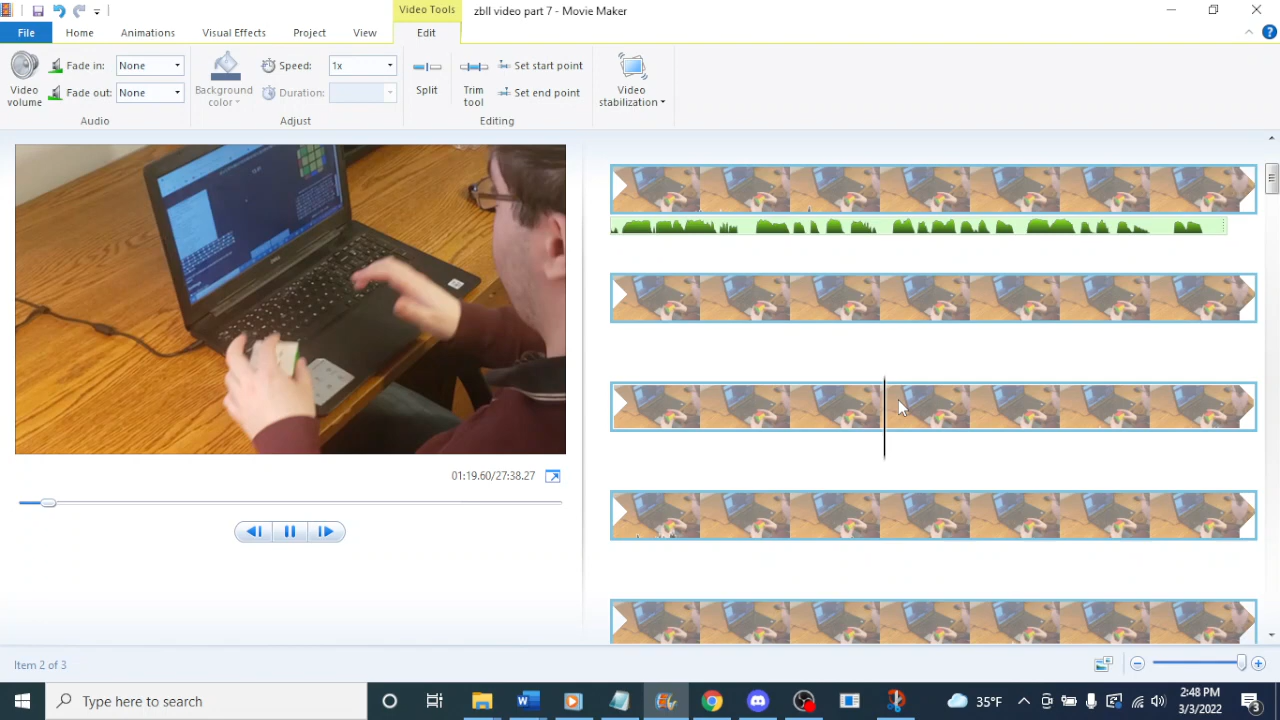 Video Tools
zbll video part 7 - Movie Maker
File
Home
Animations
Visual Effects
Project
View
Edit
Video volume
Fade in: None
Fade out: None
Audio
Background color
Speed: 1x
Duration:
Adjust
Split
Trim tool
Set start point
Set end point
Editing
Video stabilization
01:19.60/27:38.27
Item 2 of 3
Type here to search
35°F
2:48 PM
3/3/2022
3